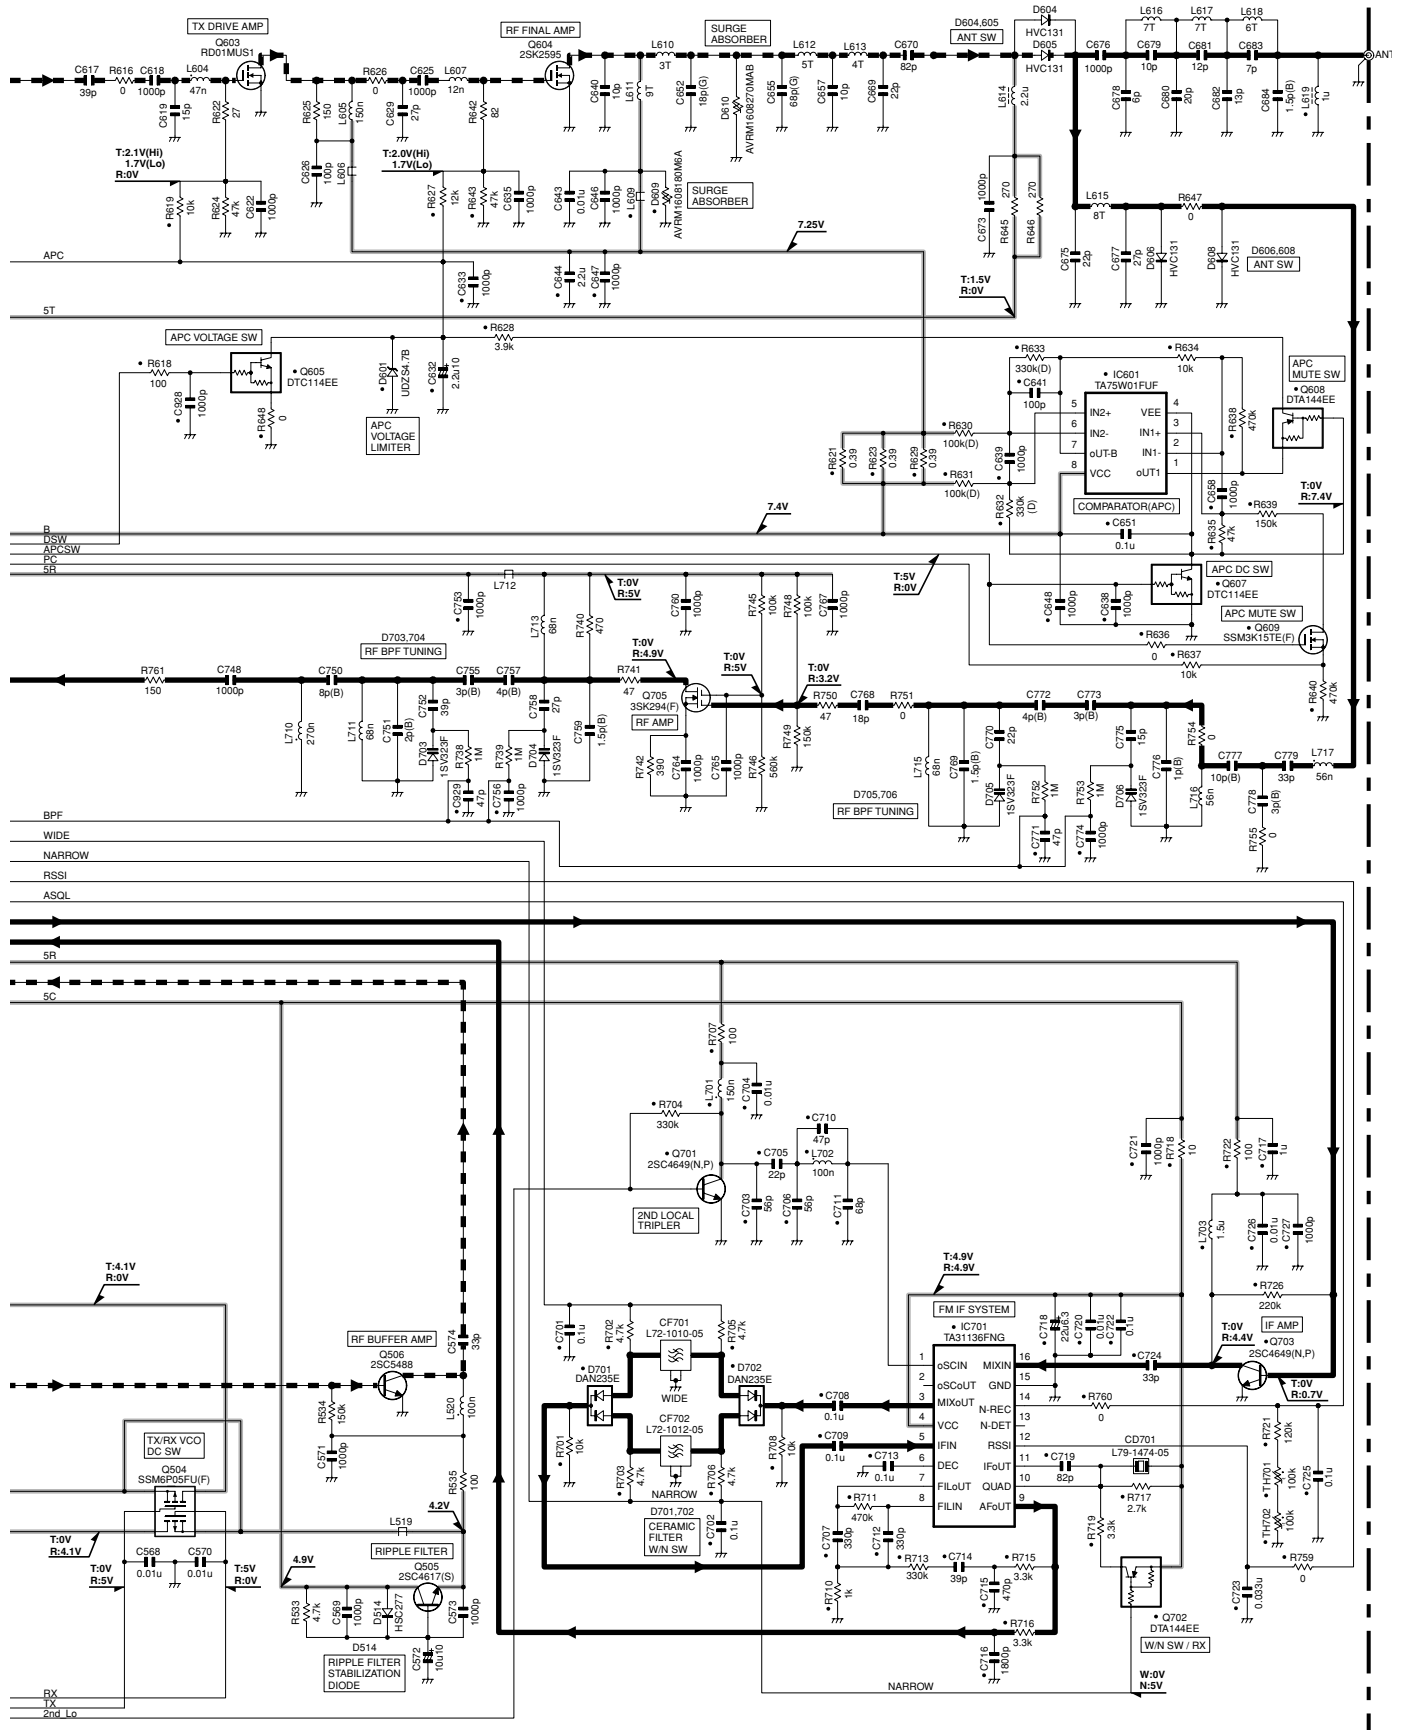 TX DRIVE AMP
Q603
RD01MUS1
C617
39p
R616
0
C618
1000p
L604
47n
C619
15p
R622
27
R625
150
L605
150n
R626
0
C629
27p
C625
1000p
L607
12n
R642
82
RF FINAL AMP
Q604
2SK2595
C640
10p
L610
3T
L611
9T
C652
18p(G)
SURGE
ABSORBER
D610
AVRM1608270MAB
L612
5T
C655
68p(G)
C657
10p
L613
4T
C669
22p
C670
82p
D604,605
ANT SW
D604
HVC131
D605
HVC131
L614
2.2u
C676
1000p
L616
7T
C679
10p
L617
7T
C681
12p
L618
6T
C683
7p
C678
6p
C680
20p
C682
13p
C684
1.5p(B)
• L619
1u
ANT
1
T:2.1V(Hi)
1.7V(Lo)
R:0V
• R619
10k
R624
47k
C622
1000p
C626
100p
L606
T:2.0V(Hi)
1.7V(Lo)
• R627
12k
• R643
47k
C635
1000p
C643
0.01u
C646
1000p
• L609
• D609
AVRM1608180M6A
SURGE
ABSORBER
C673
1000p
R645
270
R646
270
L615
8T
R647
0
C675
22p
C677
27p
D606
HVC131
D608
HVC131
D606,608
ANT SW
7.25V
APC
• C633
1000p
• C644
2.2u
• C647
1000p
T:1.5V
R:0V
5T
APC VOLTAGE SW
• R618
100
• Q605
DTC114EE
• C928
1000p
• R648
0
• D601
UDZS4.7B
APC
VOLTAGE
LIMITER
• C632
2.2u10
• R628
3.9k
• R633
330k(D)
• C641
100p
• R634
10k
• IC601
TA75W01FUF
5
IN2+
VEE
4
6
IN2-
IN1+
3
7
oUT-B
IN1-
2
8
VCC
oUT1
1
COMPARATOR(APC)
APC
MUTE SW
• Q608
DTA144EE
• R638
470k
• R621
0.39
• R623
0.39
• R629
0.39
• R630
100k(D)
• R631
100k(D)
• C639
1000p
• R632
330k
(D)
• C658
1000p
• R635
47k
• R639
150k
T:0V
R:7.4V
7.4V
B
DSW
APCSW
PC
5R
• C651
0.1u
T:5V
R:0V
APC DC SW
• Q607
DTC114EE
APC MUTE SW
• Q609
SSM3K15TE(F)
• C648
1000p
• C638
1000p
• R636
0
• R637
10k
• R640
470k
L712
T:0V
R:5V
• C753
1000p
L713
68n
R740
470
C760
1000p
R745
100k
R748
100k
C767
1000p
D703,704
RF BPF TUNING
T:0V
R:4.9V
T:0V
R:5V
T:0V
R:3.2V
R761
150
C748
1000p
C750
8p(B)
C755
3p(B)
C757
4p(B)
R741
47
Q705
3SK294(F)
RF AMP
R750
47
C768
18p
R751
0
C772
4p(B)
C773
3p(B)
L710
270n
L711
68n
C751
2p(B)
C752
39p
D703
1SV323F
R738
1M
• C929
47p
R739
1M
• C756
1000p
C758
27p
D704
1SV323F
C759
1.5p(B)
R742
390
C764
1000p
C765
1000p
R746
560k
R749
150k
L715
68n
C769
1.5p(B)
C770
22p
D705
1SV323F
R752
1M
• C771
47p
R753
1M
• C774
1000p
C775
15p
D706
1SV323F
C776
1p(B)
L716
56n
R754
0
C777
10p(B)
C778
3p(B)
R755
0
C779
33p
L717
56n
D705,706
RF BPF TUNING
BPF
WIDE
NARROW
RSSI
ASQL
5R
5C
• R707
100
• L701
150n
• C704
0.01u
• R704
330k
• Q701
2SC4649(N,P)
2ND LOCAL
TRIPLER
• C703
56p
• C705
22p
• C706
56p
• C710
47p
• L702
100n
• C711
68p
• C721
1000p
• R718
10
• R722
100
• C717
1u
• L703
1.5u
• C726
0.01u
• C727
1000p
• R726
220k
IF AMP
• Q703
2SC4649(N,P)
T:0V
R:4.4V
T:0V
R:0.7V
T:4.1V
R:0V
T:4.9V
R:4.9V
FM IF SYSTEM
• IC701
TA31136FNG
1
oSCIN
MIXIN
16
2
oSCoUT
GND
15
3
MIXoUT
N-REC
14
4
VCC
N-DET
13
5
IFIN
RSSI
12
6
DEC
IFoUT
11
7
FILoUT
QUAD
10
8
FILIN
AFoUT
9
• C718
22u6.3
• C720
0.01u
• C722
0.1u
• C724
33p
• R760
0
RF BUFFER AMP
Q506
2SC5488
C574
33p
L520
100n
R534
150k
C571
1000p
R535
100
• C701
0.1u
• R702
4.7k
CF701
L72-1010-05
WIDE
• R705
4.7k
• D701
DAN235E
• D702
DAN235E
CF702
L72-1012-05
NARROW
• R701
10k
• R703
4.7k
• R706
4.7k
• R708
10k
• C702
0.1u
D701,702
CERAMIC
FILTER
W/N SW
• C708
0.1u
• C709
0.1u
• C713
0.1u
• R711
470k
• C707
330p
• C712
330p
• R710
1k
• R713
330k
• C714
39p
• R715
3.3k
• C715
470p
• R716
3.3k
• C716
1800p
• C719
82p
CD701
L79-1474-05
• R717
2.7k
• R719
3.3k
• R721
120k
• TH701
100k
• TH702
100k
• C725
0.1u
• R759
0
• C723
0.033u
• Q702
DTA144EE
W/N SW / RX
W:0V
N:5V
NARROW
TX/RX VCO
DC SW
Q504
SSM6P05FU(F)
4.2V
L519
T:0V
R:4.1V
T:0V
R:5V
C568
0.01u
C570
0.01u
T:5V
R:0V
4.9V
RIPPLE FILTER
Q505
2SC4617(S)
R533
4.7k
C569
1000p
D514
HSC277
C573
1000p
C572
10u10
D514
RIPPLE FILTER
STABILIZATION
DIODE
RX
TX
2nd_Lo